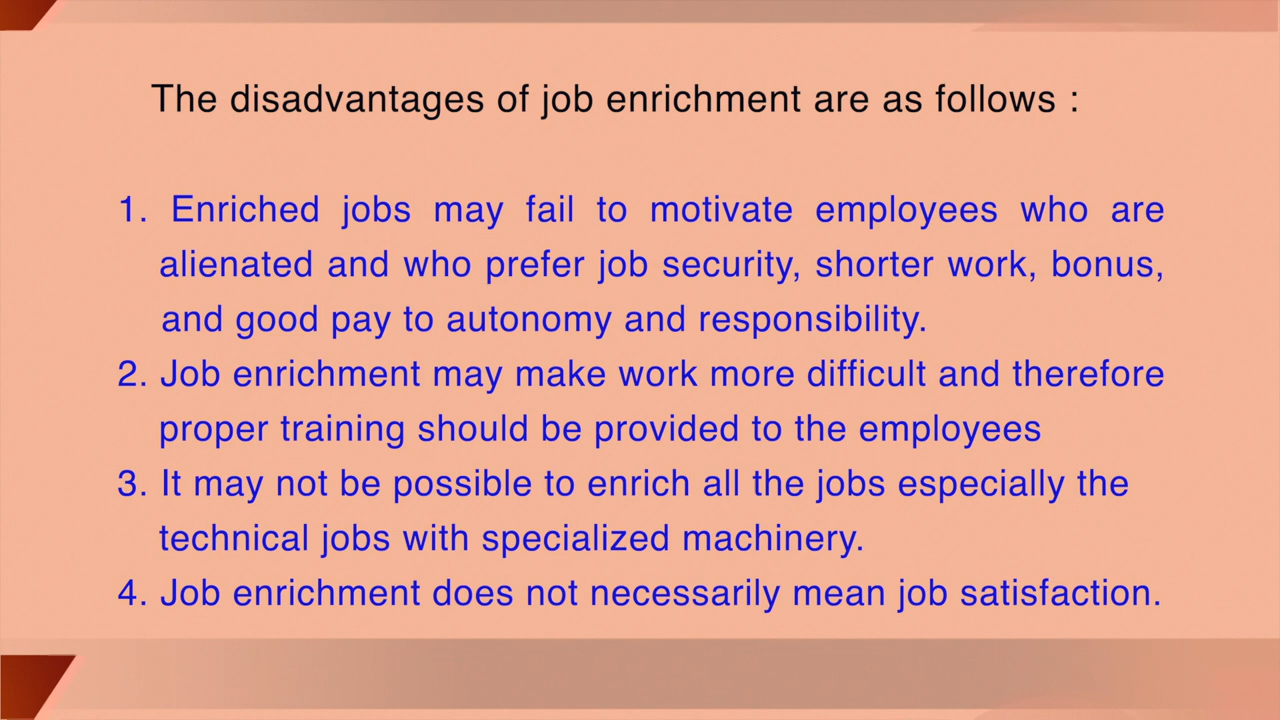 The disadvantages of job enrichment are as follows :
1. Enriched jobs may fail to motivate employees who are
alienated and who prefer job security, shorter work, bonus,
and good pay to autonomy and responsibility.
2. Job enrichment may make work more difficult and therefore
proper training should be provided to the employees
3. It may not be possible to enrich all the jobs especially the
technical jobs with specialized machinery.
4. Job enrichment does not necessarily mean job satisfaction.